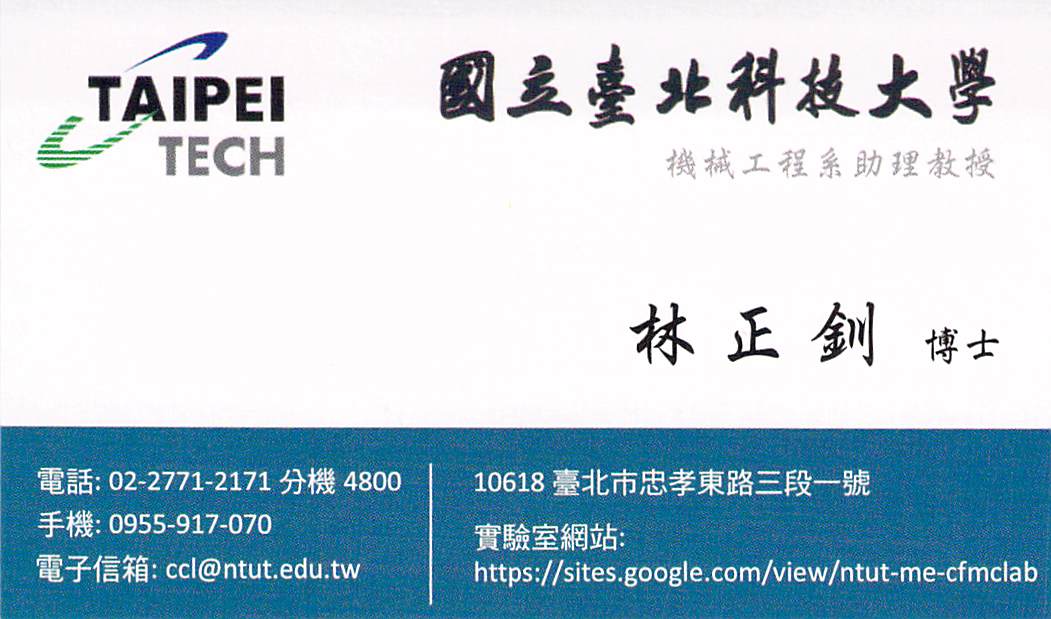 TAIPEI
TECH
國立臺北科技大學
機械工程系助理教授
林正釧 博士
電話: 02-2771-2171 分機 4800
手機: 0955-917-070
電子信箱: ccl@ntut.edu.tw
10618 臺北市忠孝東路三段一號
實驗室網站:
https://sites.google.com/view/ntut-me-cfmclab